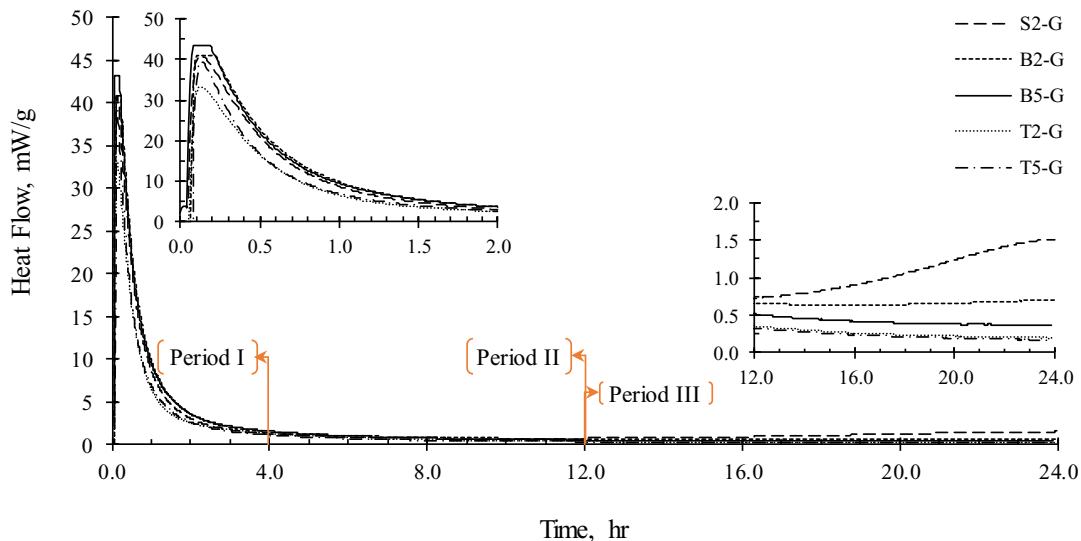 Heat Flow, mW/g
50
45
40
35
30
25
20
15
10
5
0
0.0 4.0 8.0 12.0 16.0 20.0 24.0
Time, hr
50
40
30
20
10
0
0.0 0.5 1.0 1.5 2.0
S2-G
B2-G
B5-G
T2-G
T5-G
2.0
1.5
1.0
0.5
0.0
12.0 16.0 20.0 24.0
Period I
Period II
Period III